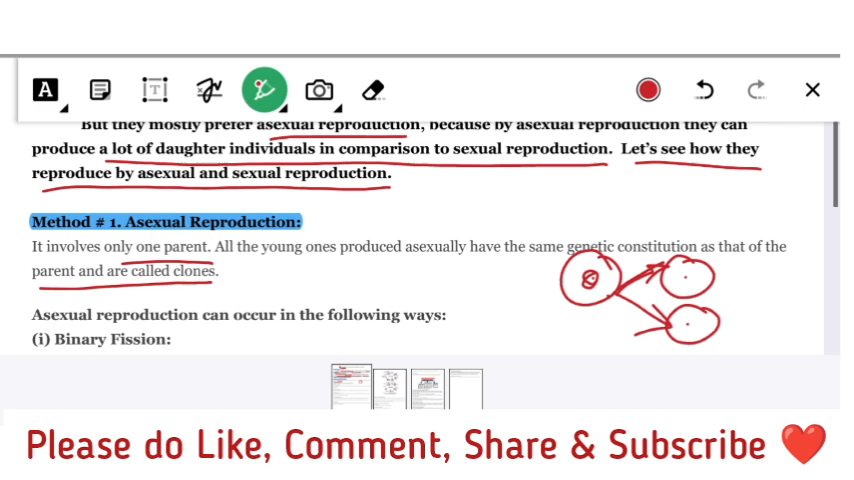 A
T
But they mostly prefer asexual reproduction, because by asexual reproduction they can
produce a lot of daughter individuals in comparison to sexual reproduction. Let's see how they
reproduce by asexual and sexual reproduction.
Method # 1. Asexual Reproduction:
It involves only one parent. All the young ones produced asexually have the same genetic constitution as that of the
parent and are called clones.
Asexual reproduction can occur in the following ways:
(i) Binary Fission:
Please do Like, Comment, Share & Subscribe ❤️